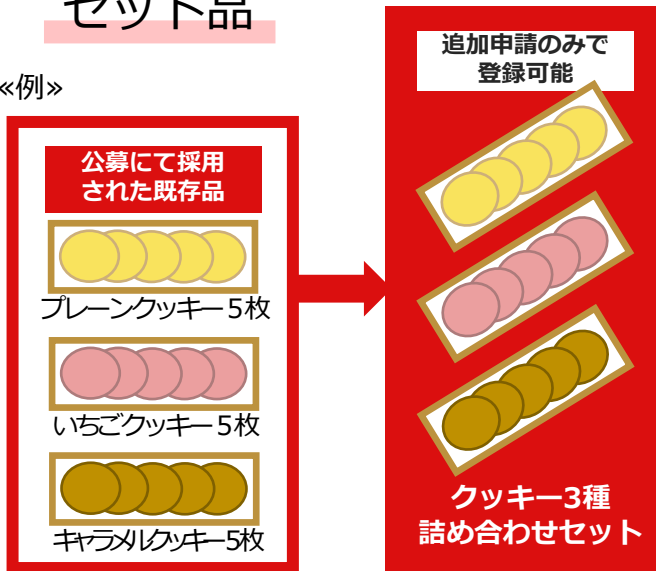 セット品
«例»
公募にて採用
された既存品
プレーンクッキー5枚
いちごクッキー5枚
キャラメルクッキー5枚
追加申請のみで
登録可能
クッキー3種
詰め合わせセット